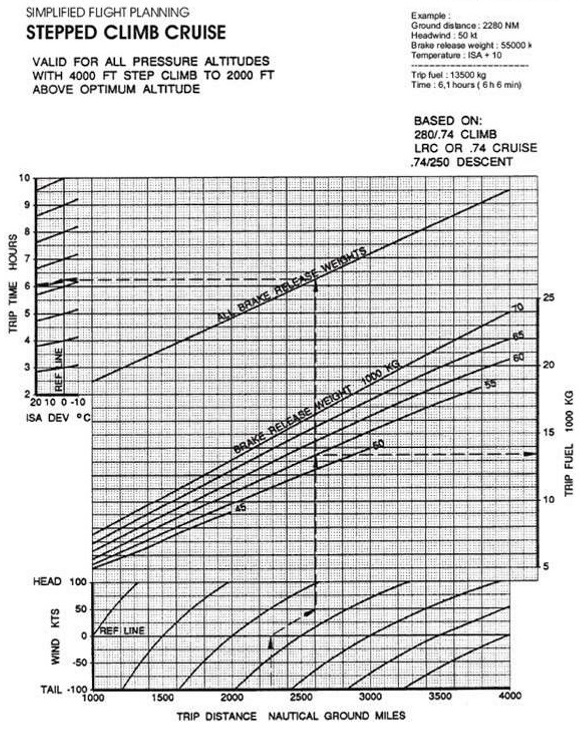 SIMPLIFIED FLIGHT PLANNING
STEPPED CLIMB CRUISE
VALID FOR ALL PRESSURE ALTITUDES
WITH 4000 FT STEP CLIMB TO 2000 FT
ABOVE OPTIMUM ALTITUDE
Example :
Ground distance : 2280 NM
Headwind : 50 kt
Brake release weight : 55000 k
Temperature : ISA + 10
Trip fuel : 13500 kg
Time : 6,1 hours ( 6 h 6 min)
BASED ON:
280/.74 CLIMB
LRC OR .74 CRUISE
.74/250 DESCENT
TRIP TIME HOURS
10
9
8
7
6
5
4
3
2
REF LINE
20 10 0 -10
ISA DEV °C
ALL BRAKE RELEASE WEIGHTS
BRAKE RELEASE WEIGHT 1000 KG
70
65
60
55
50
45
25
20
15
10
5
TRIP FUEL 1000 KG
HEAD 100
50
0
-50
TAIL -100
WIND KTS
REF LINE
1000 2000 2000 3000 3000 4000
TRIP DISTANCE NAUTICAL GROUND MILES